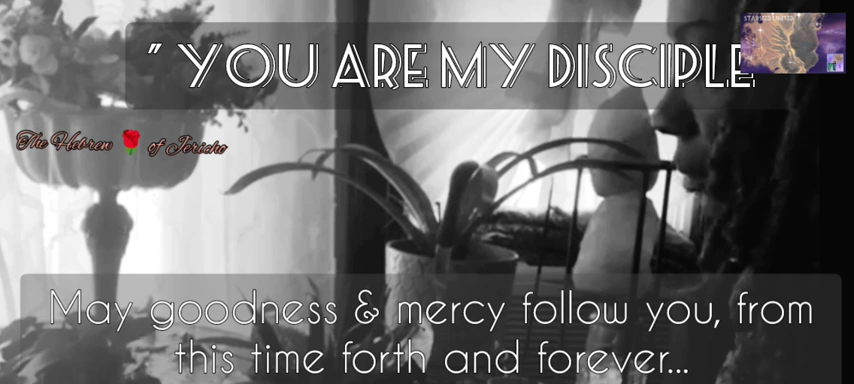 " YOU ARE MY DISCIPLE
The Hebrew 🌹 of Jericho
May goodness & mercy follow you, from
this time forth and forever...